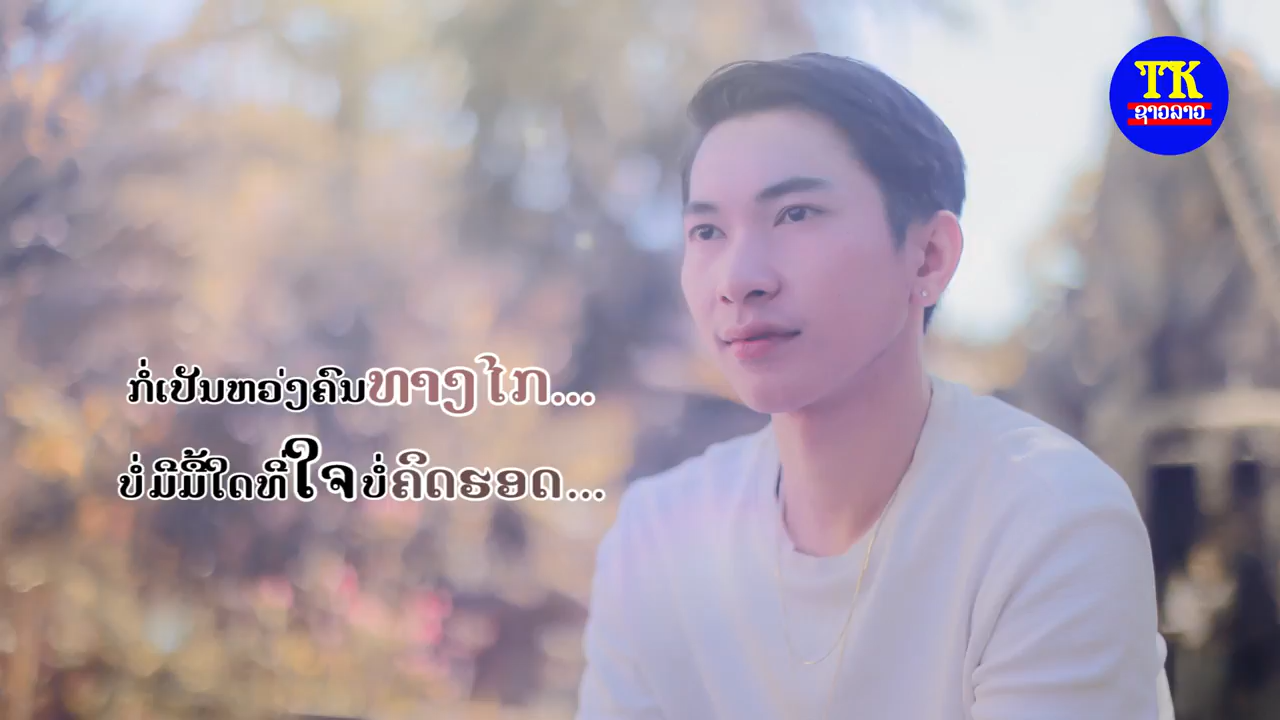 TK
ຊາວລາວ
ກໍ່ເປັນຫວ່ງຄົນທາງໄກ...
ບໍ່ມີມື້ໃດທີ່ໃຈບໍ່ຄິດຮອດ...